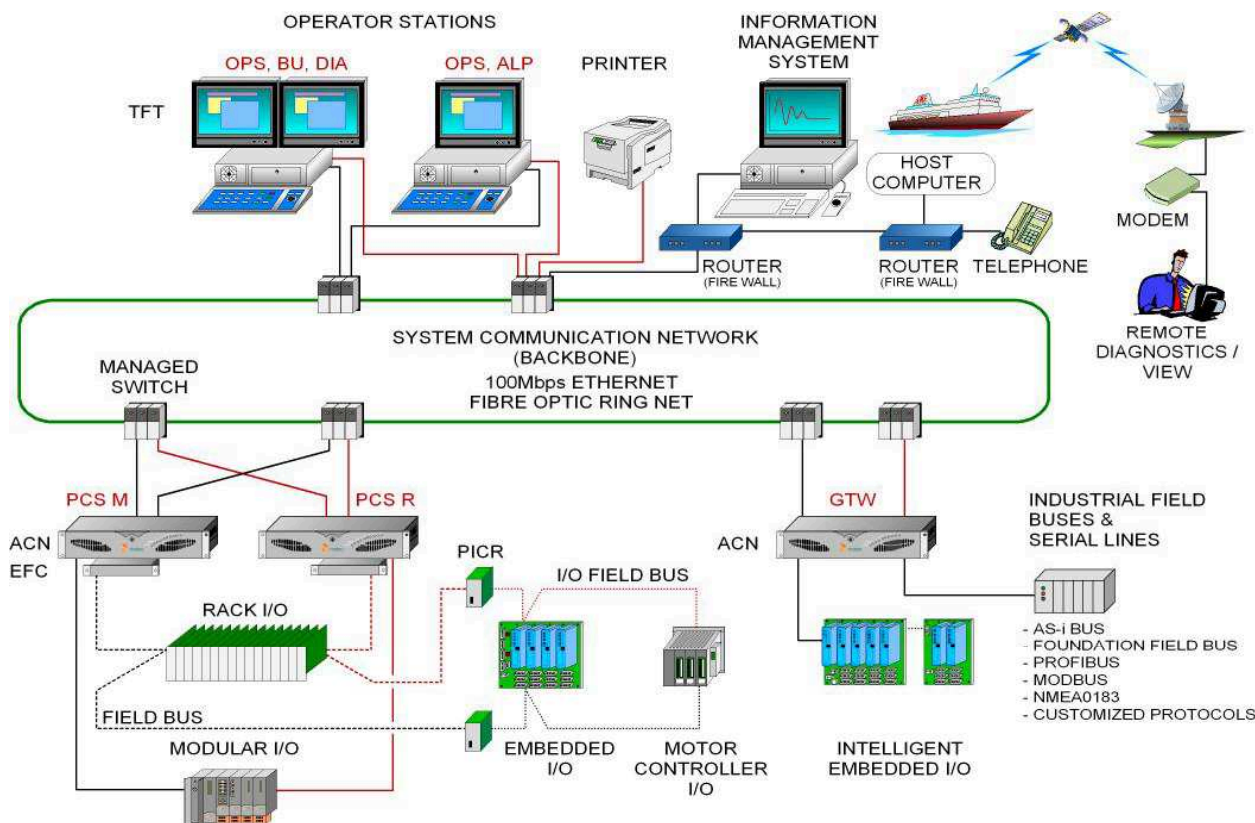 OPERATOR STATIONS
OPS, BU, DIA
OPS, ALP
TFT
PRINTER
INFORMATION
MANAGEMENT
SYSTEM
HOST
COMPUTER
MODEM
ROUTER
(FIRE WALL)
ROUTER
(FIRE WALL)
TELEPHONE
REMOTE
DIAGNOSTICS /
VIEW
SYSTEM COMMUNICATION NETWORK
(BACKBONE)
100Mbps ETHERNET
FIBRE OPTIC RING NET
MANAGED
SWITCH
PCS M
PCS R
GTW
ACN
EFC
ACN
INDUSTRIAL FIELD
BUSES &
SERIAL LINES
PICR
I/O FIELD BUS
RACK I/O
- AS-i BUS
- FOUNDATION FIELD BUS
- PROFIBUS
- MODBUS
- NMEA0183
- CUSTOMIZED PROTOCOLS
FIELD BUS
MODULAR I/O
EMBEDDED
I/O
MOTOR
CONTROLLER
I/O
INTELLIGENT
EMBEDDED I/O